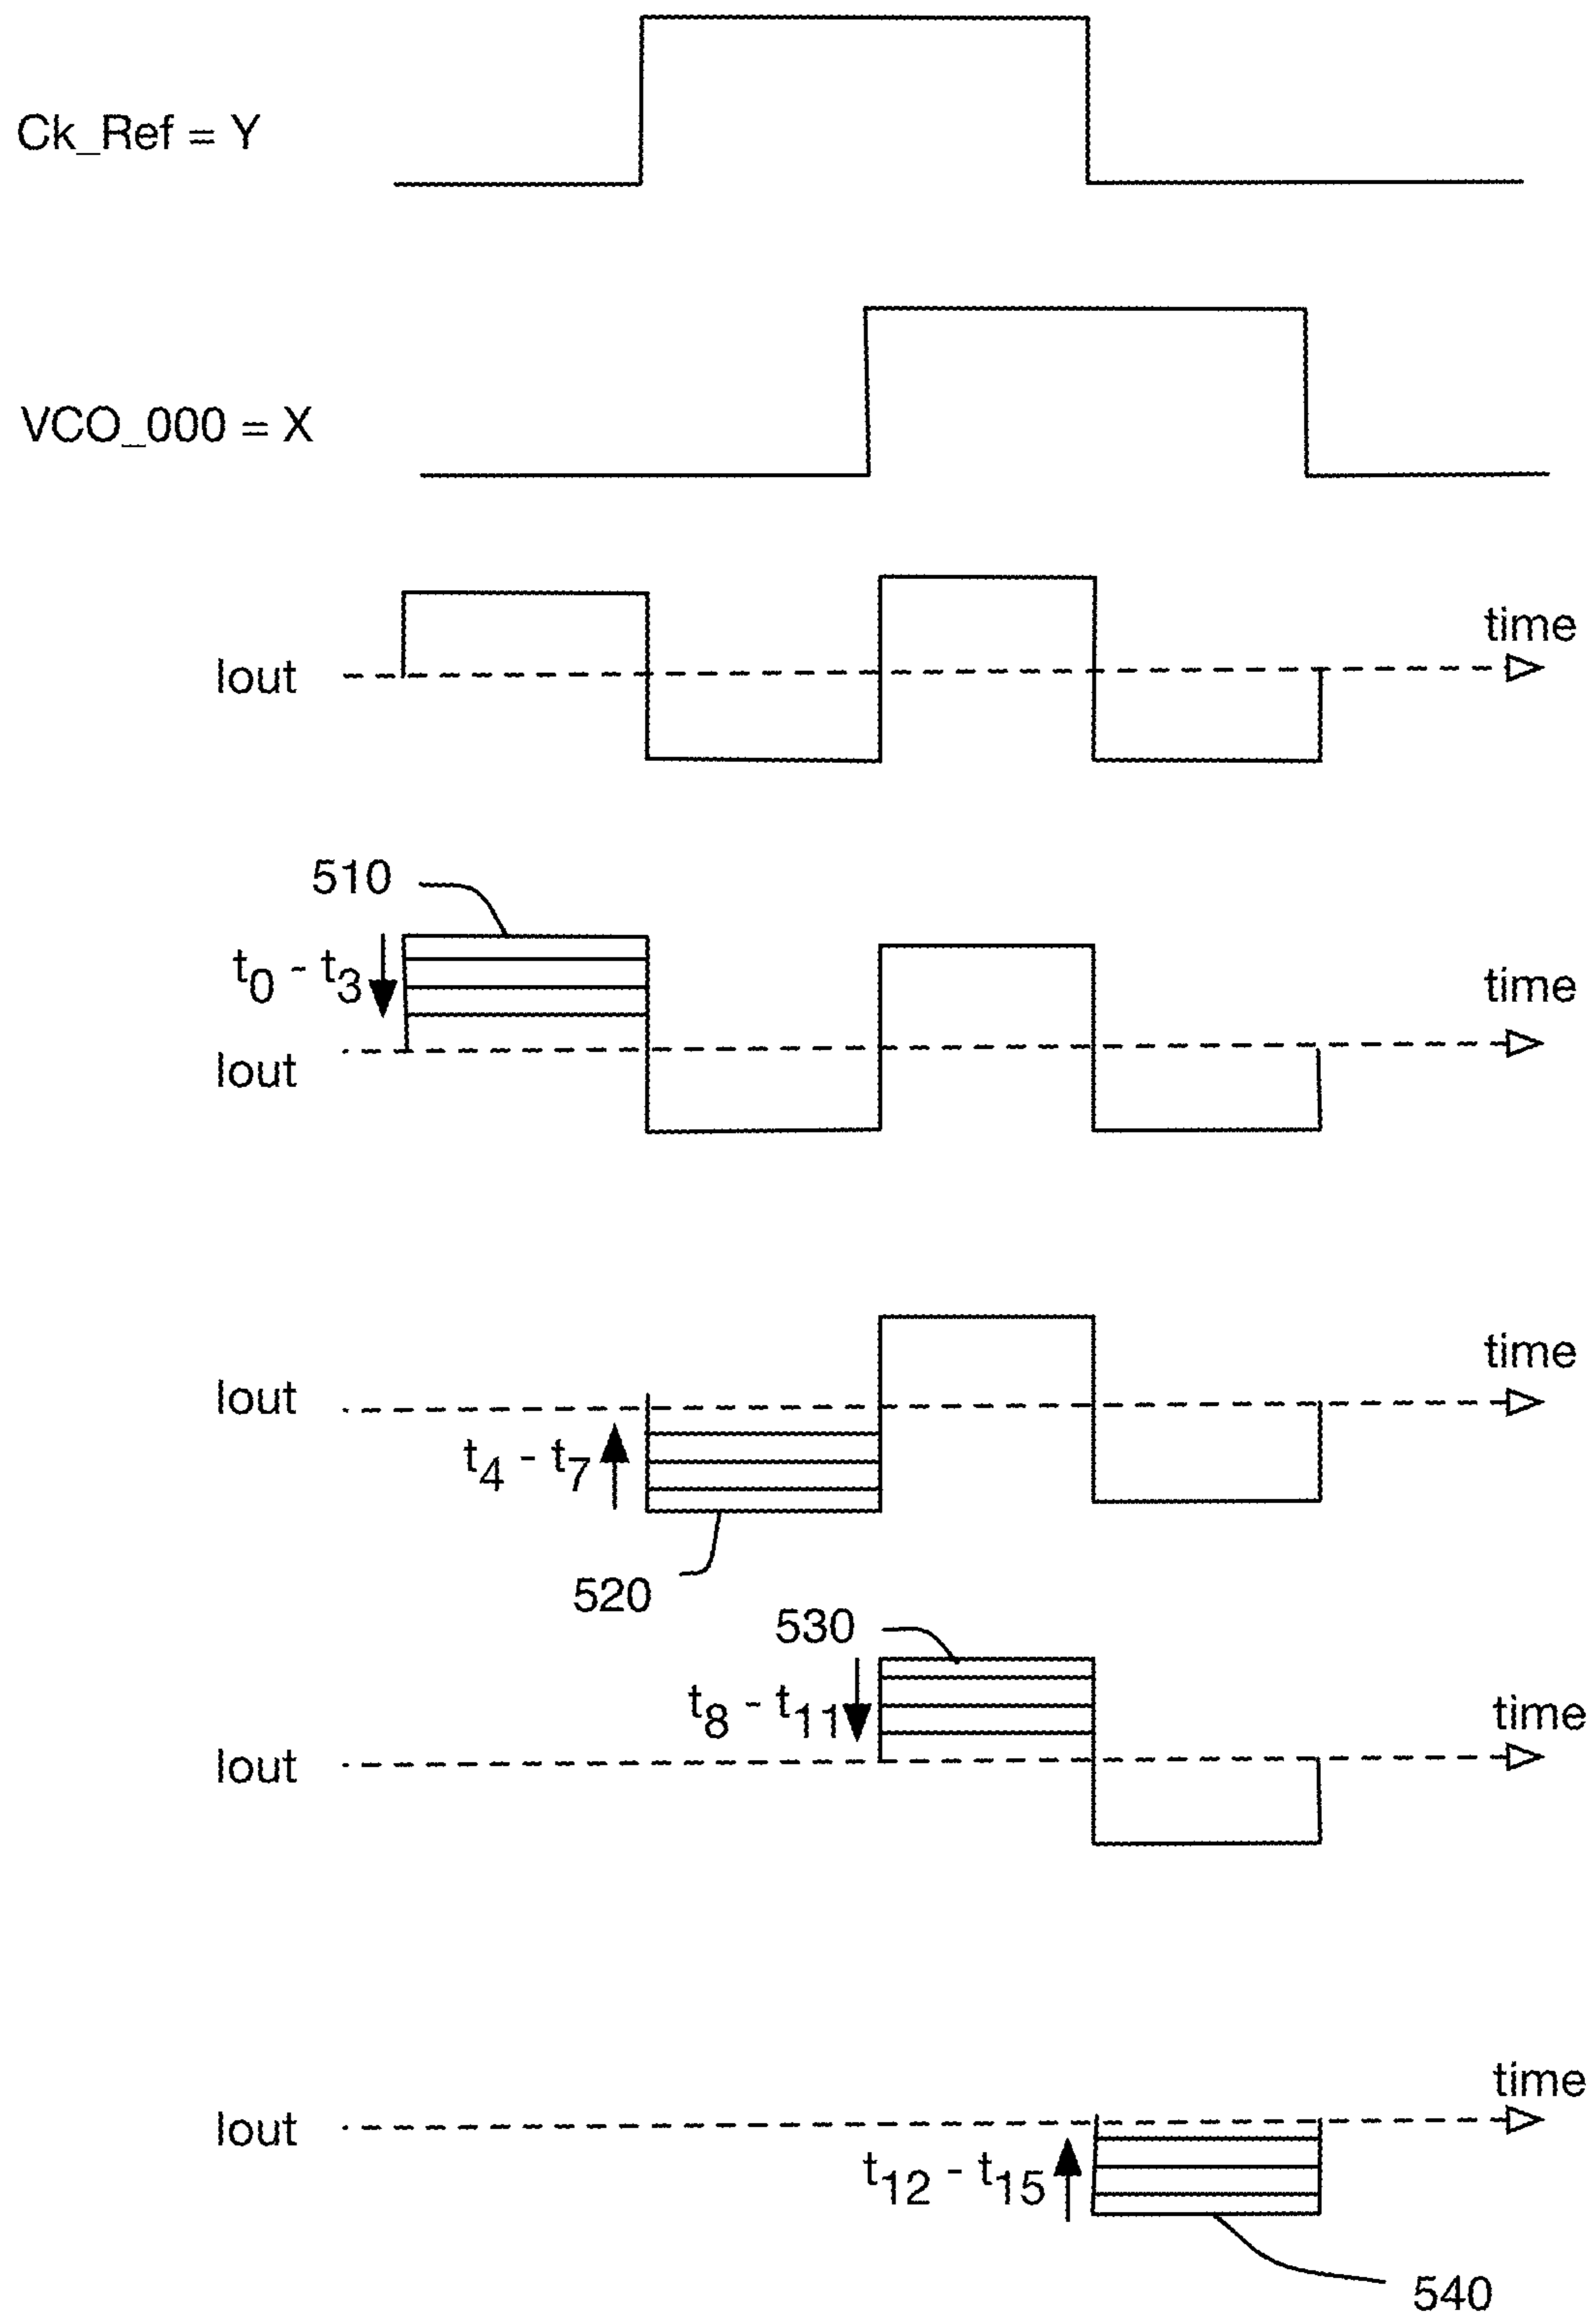 Ck_Ref = Y
VCO_000 = X
time
Iout
510
t0 - t3
time
Iout
time
Iout
t4 - t7
520
530
t8 - t11
time
Iout
time
Iout
t12 - t15
540